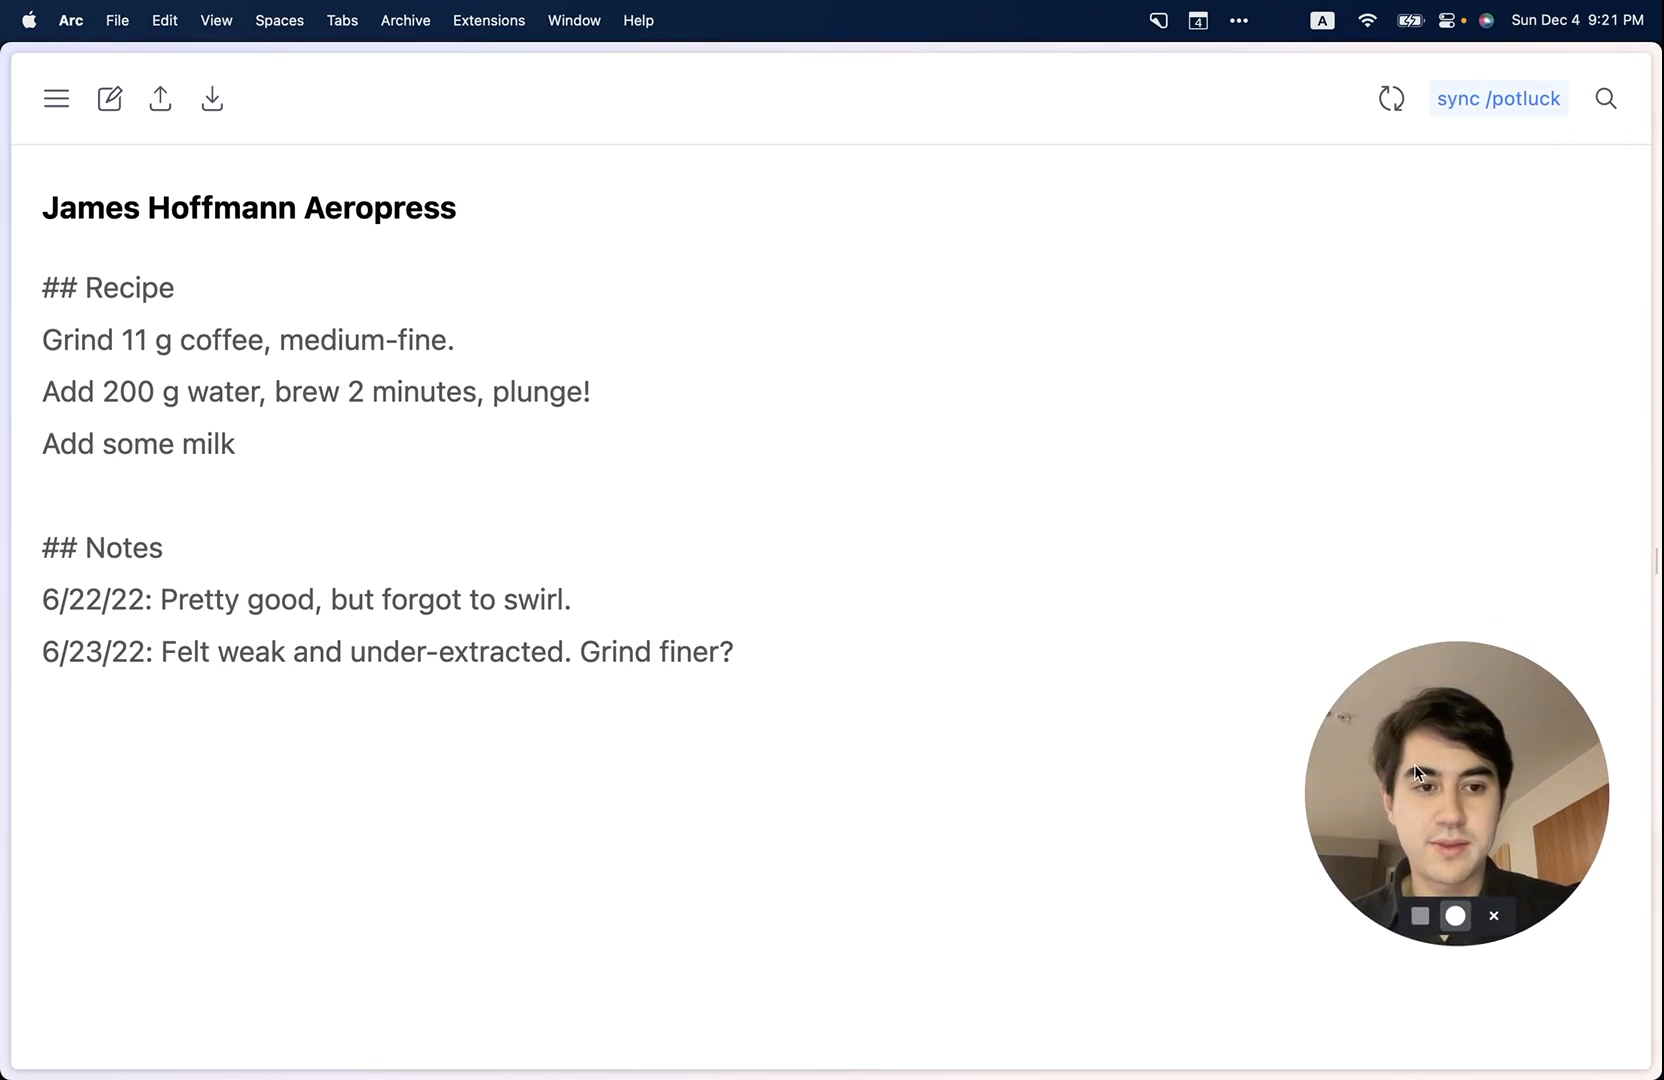 Arc File Edit View Spaces Tabs Archive Extensions Window Help 4 ••• A Sun Dec 4 9:21 PM
sync /potluck
James Hoffmann Aeropress
## Recipe
Grind 11 g coffee, medium-fine.
Add 200 g water, brew 2 minutes, plunge!
Add some milk
## Notes
6/22/22: Pretty good, but forgot to swirl.
6/23/22: Felt weak and under-extracted. Grind finer?